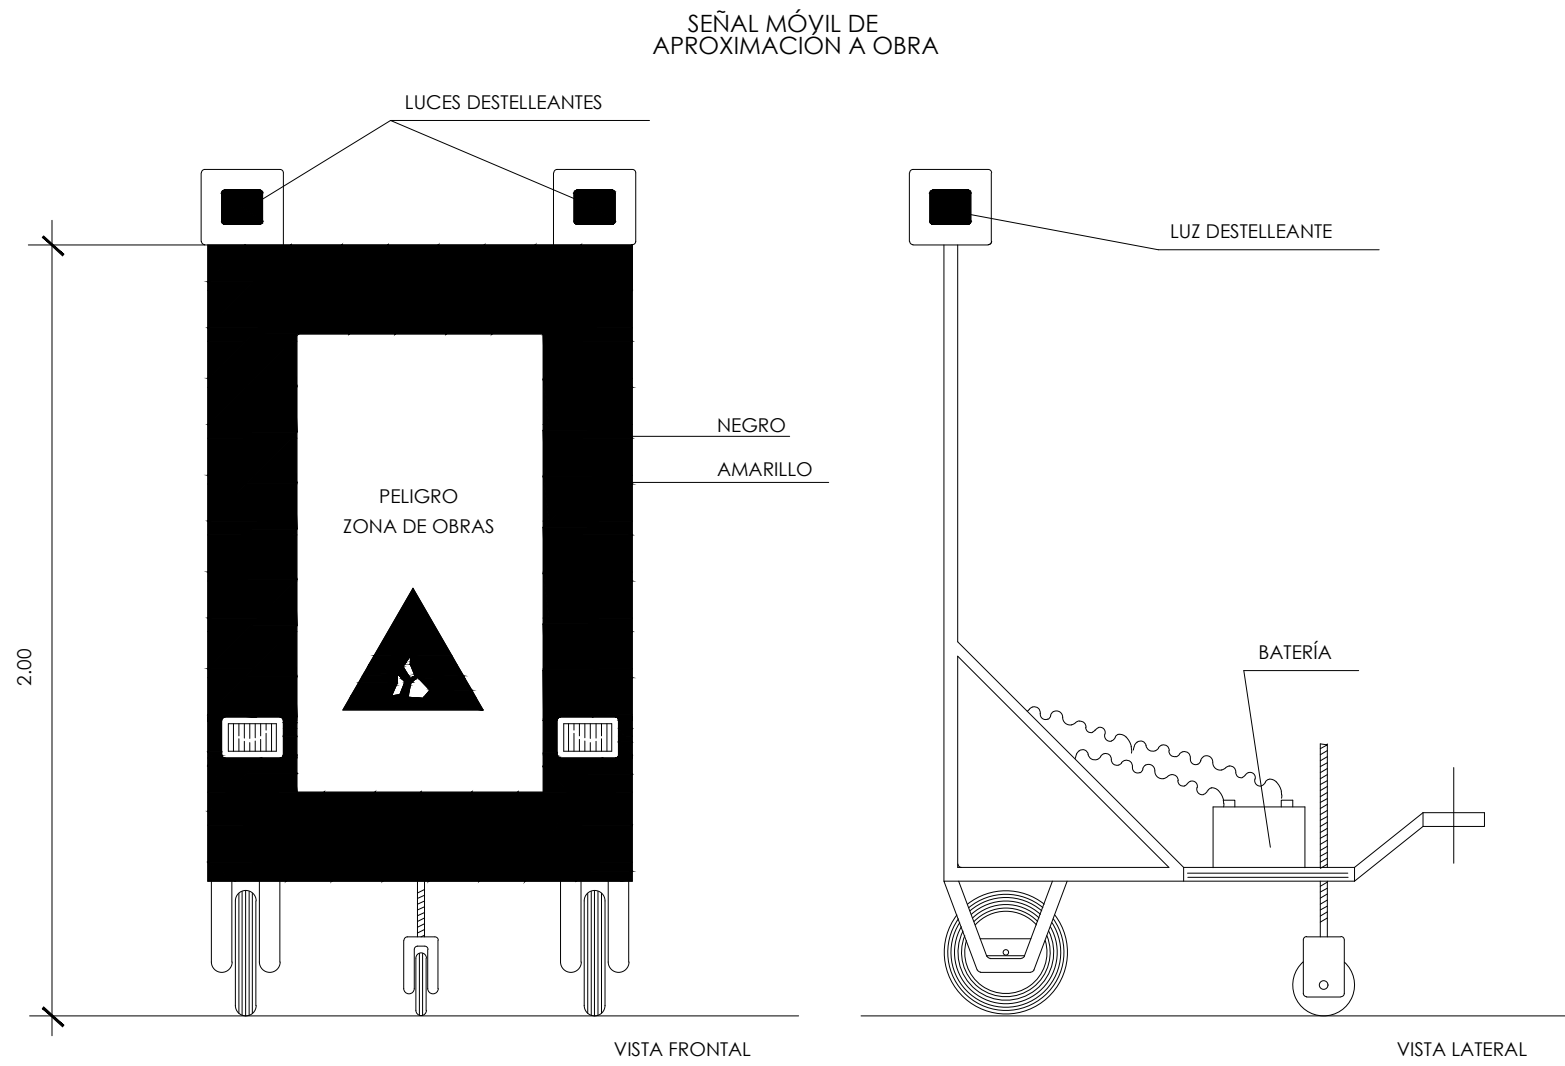 SEÑAL MÓVIL DE
APROXIMACIÓN A OBRA
LUCES DESTELLEANTES
LUZ DESTELLEANTE
NEGRO
AMARILLO
PELIGRO
ZONA DE OBRAS
2.00
BATERÍA
VISTA FRONTAL
VISTA LATERAL